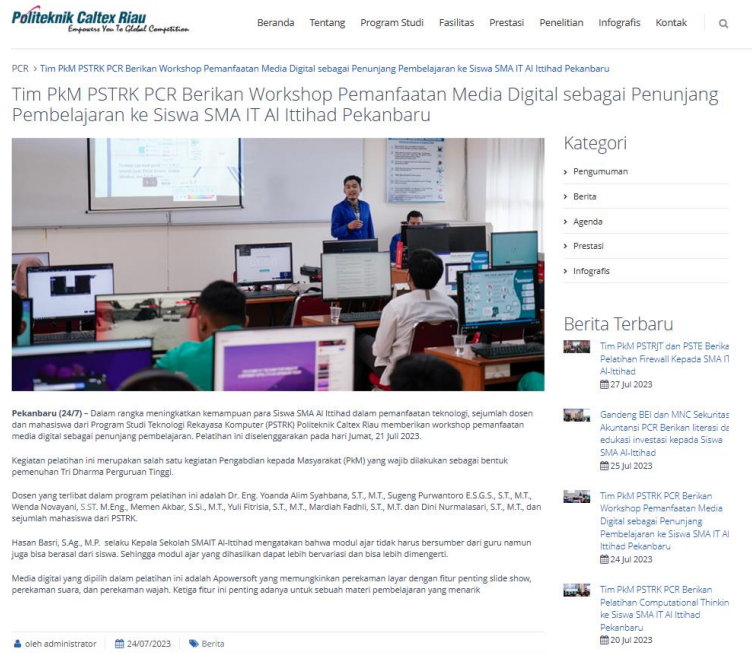 Politeknik Caltex Riau
Empowers You To Global Competition
Beranda Tentang Program Studi Fasilitas Prestasi Penelitian Infografis Kontak
PCR > Tim PkM PSTRK PCR Berikan Workshop Pemanfaatan Media Digital sebagai Penunjang Pembelajaran ke Siswa SMA IT Al Ittihad Pekanbaru
Tim PkM PSTRK PCR Berikan Workshop Pemanfaatan Media Digital sebagai Penunjang
Pembelajaran ke Siswa SMA IT Al Ittihad Pekanbaru
Pekanbaru (24/7) – Dalam rangka meningkatkan kemampuan para Siswa SMA Al Ittihad dalam pemanfaatan teknologi, sejumlah dosen
dan mahasiswa dari Program Studi Teknologi Rekayasa Komputer (PSTRK) Politeknik Caltex Riau memberikan workshop pemanfaatan
media digital sebagai penunjang pembelajaran. Pelatihan ini diselenggarakan pada hari Jumat, 21 Juli 2023.
Kegiatan pelatihan ini merupakan salah satu kegiatan Pengabdian kepada Masyarakat (PkM) yang wajib dilakukan sebagai bentuk
pemenuhan Tri Dharma Perguruan Tinggi.
Dosen yang terlibat dalam program pelatihan ini adalah Dr. Eng. Yoanda Alim Syahbana, S.T., M.T., Sugeng Purwantoro E.S.G.S., S.T., M.T.,
Wenda Novayani, S.ST. M.Eng., Memen Akbar, S.Si., M.T., Yuli Fitrisia, S.T., M.T., Mardiah Fadhli, S.T., M.T. dan Dini Nurmalasari, S.T., M.T., dan
sejumlah mahasiswa dari PSTRK.
Hasan Basri, S.Ag., M.P. selaku Kepala Sekolah SMAIT Al-Ittihad mengatakan bahwa modul ajar tidak harus bersumber dari guru namun
juga bisa berasal dari siswa. Sehingga modul ajar yang dihasilkan dapat lebih bervariasi dan bisa lebih dimengerti.
Media digital yang dipilih dalam pelatihan ini adalah Apowersoft yang memungkinkan perekaman layar dengan fitur penting slide show,
perekaman suara, dan perekaman wajah. Ketiga fitur ini penting adanya untuk sebuah materi pembelajaran yang menarik
oleh administrator 24/07/2023 Berita
Kategori
> Pengumuman
> Berita
> Agenda
> Prestasi
> Infografis
Berita Terbaru
Tim PkM PSTRJT dan PSTE Berika
Pelatihan Firewall Kepada SMA IT
Al-Ittihad
27 Jul 2023
Gandeng BEI dan MNC Sekuritas
Akuntansi PCR Berikan literasi da
edukasi investasi kepada Siswa
SMA Al-Ittihad
25 Jul 2023
Tim PkM PSTRK PCR Berikan
Workshop Pemanfaatan Media
Digital sebagai Penunjang
Pembelajaran ke Siswa SMA IT Al
Ittihad Pekanbaru
24 Jul 2023
Tim PkM PSTRK PCR Berikan
Pelatihan Computational Thinkin
ke Siswa SMA IT Al Ittihad
Pekanbaru
20 Jul 2023